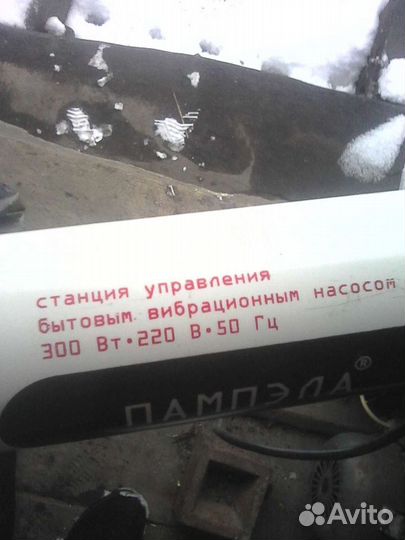 станция управления
бытовым вибрационным насосом
300 Вт·220 В·50 Гц
ПАМПЭЛА®
Avito